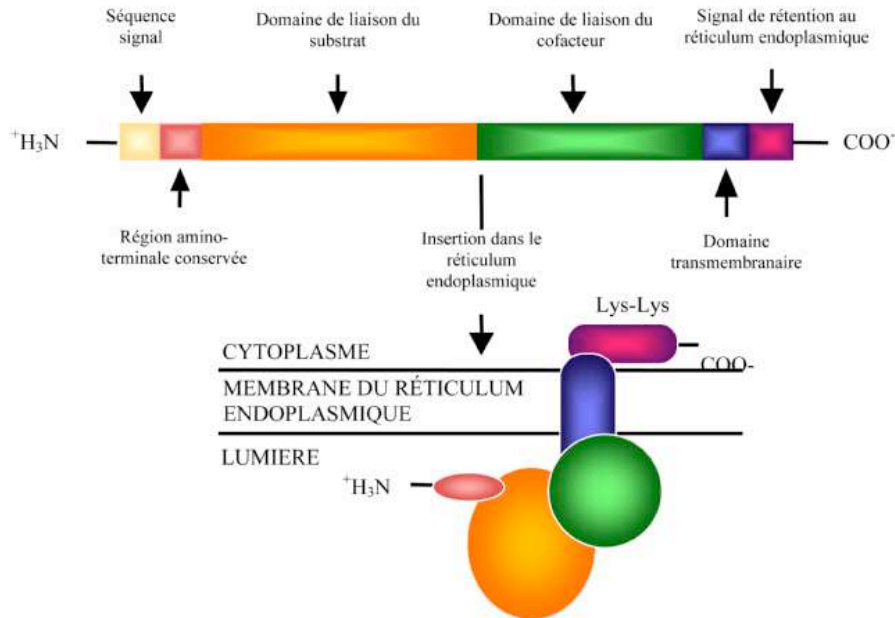 Séquence
signal
Domaine de liaison du
substrat
Domaine de liaison du
cofacteur
Signal de rétention au
réticulum endoplasmique
⁺H₃N
COO⁻
Région amino-
terminale conservée
Insertion dans le
réticulum
endoplasmique
Domaine
transmembranaire
Lys-Lys
CYTOPLASME
COO-
MEMBRANE DU RÉTICULUM
ENDOPLASMIQUE
LUMIERE
⁺H₃N